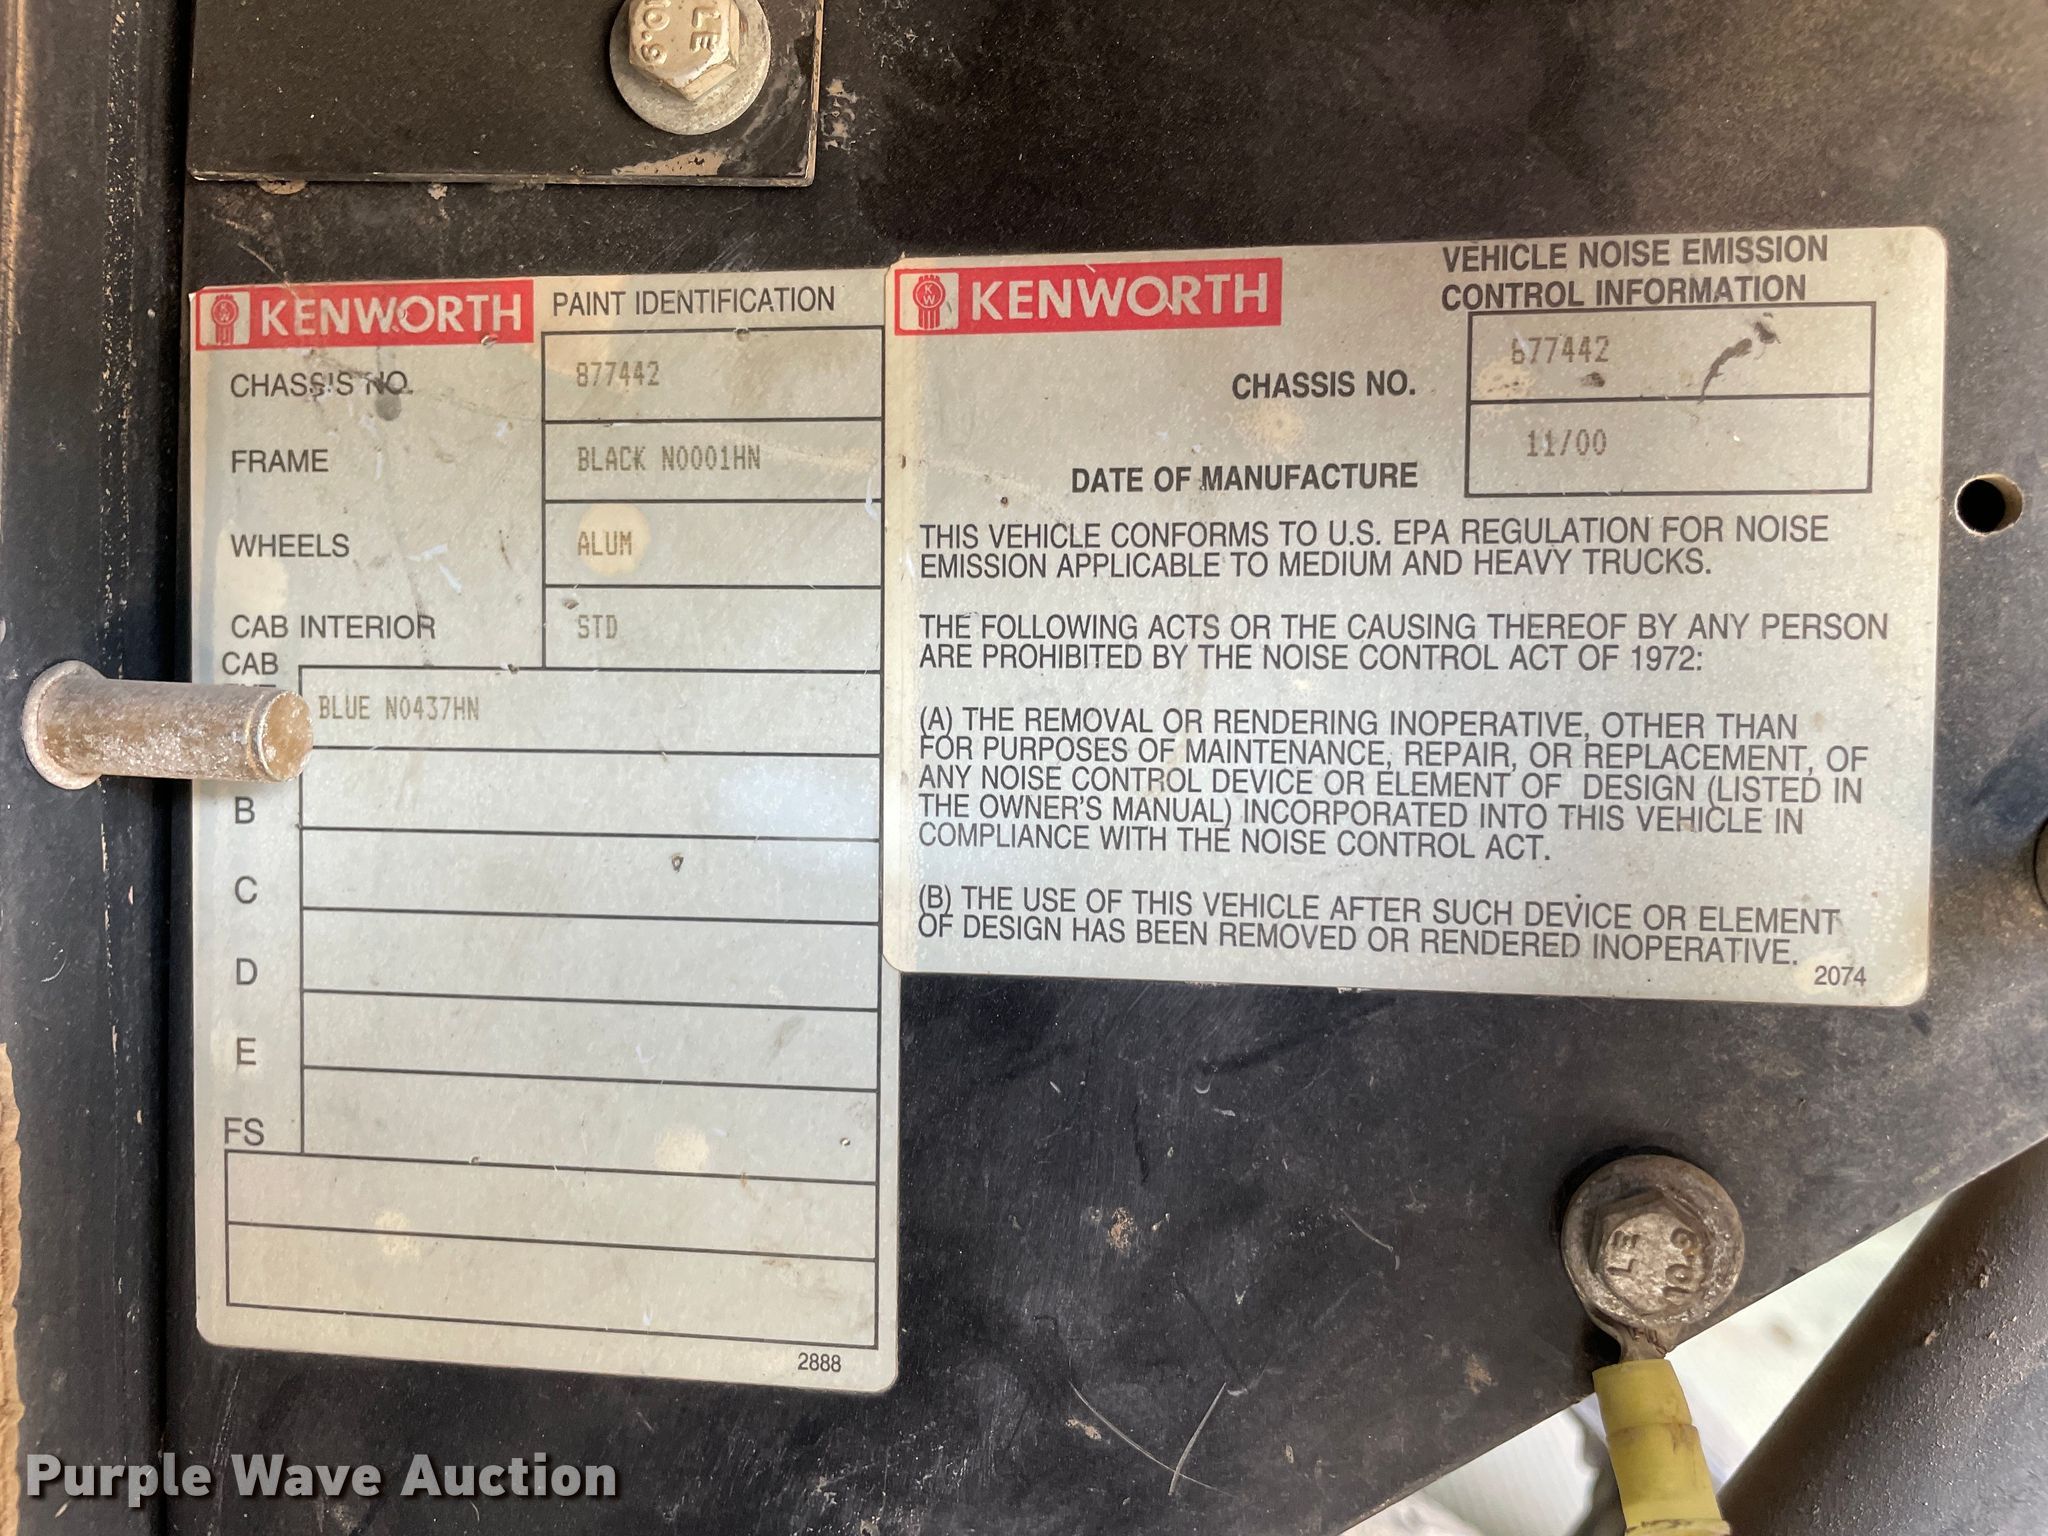 10.9
LE
KENWORTH
PAINT IDENTIFICATION
CHASSIS NO.
877442
FRAME
BLACK N0001HN
WHEELS
ALUM
CAB INTERIOR
STD
CAB
BLUE N0437HN
B
C
D
E
FS
2888
KW
KENWORTH
VEHICLE NOISE EMISSION
CONTROL INFORMATION
CHASSIS NO.
877442
DATE OF MANUFACTURE
11/00
THIS VEHICLE CONFORMS TO U.S. EPA REGULATION FOR NOISE
EMISSION APPLICABLE TO MEDIUM AND HEAVY TRUCKS.
THE FOLLOWING ACTS OR THE CAUSING THEREOF BY ANY PERSON
ARE PROHIBITED BY THE NOISE CONTROL ACT OF 1972:
(A) THE REMOVAL OR RENDERING INOPERATIVE, OTHER THAN
FOR PURPOSES OF MAINTENANCE, REPAIR, OR REPLACEMENT, OF
ANY NOISE CONTROL DEVICE OR ELEMENT OF DESIGN (LISTED IN
THE OWNER'S MANUAL) INCORPORATED INTO THIS VEHICLE IN
COMPLIANCE WITH THE NOISE CONTROL ACT.
(B) THE USE OF THIS VEHICLE AFTER SUCH DEVICE OR ELEMENT
OF DESIGN HAS BEEN REMOVED OR RENDERED INOPERATIVE.
2074
LE
10.9
Purple Wave Auction